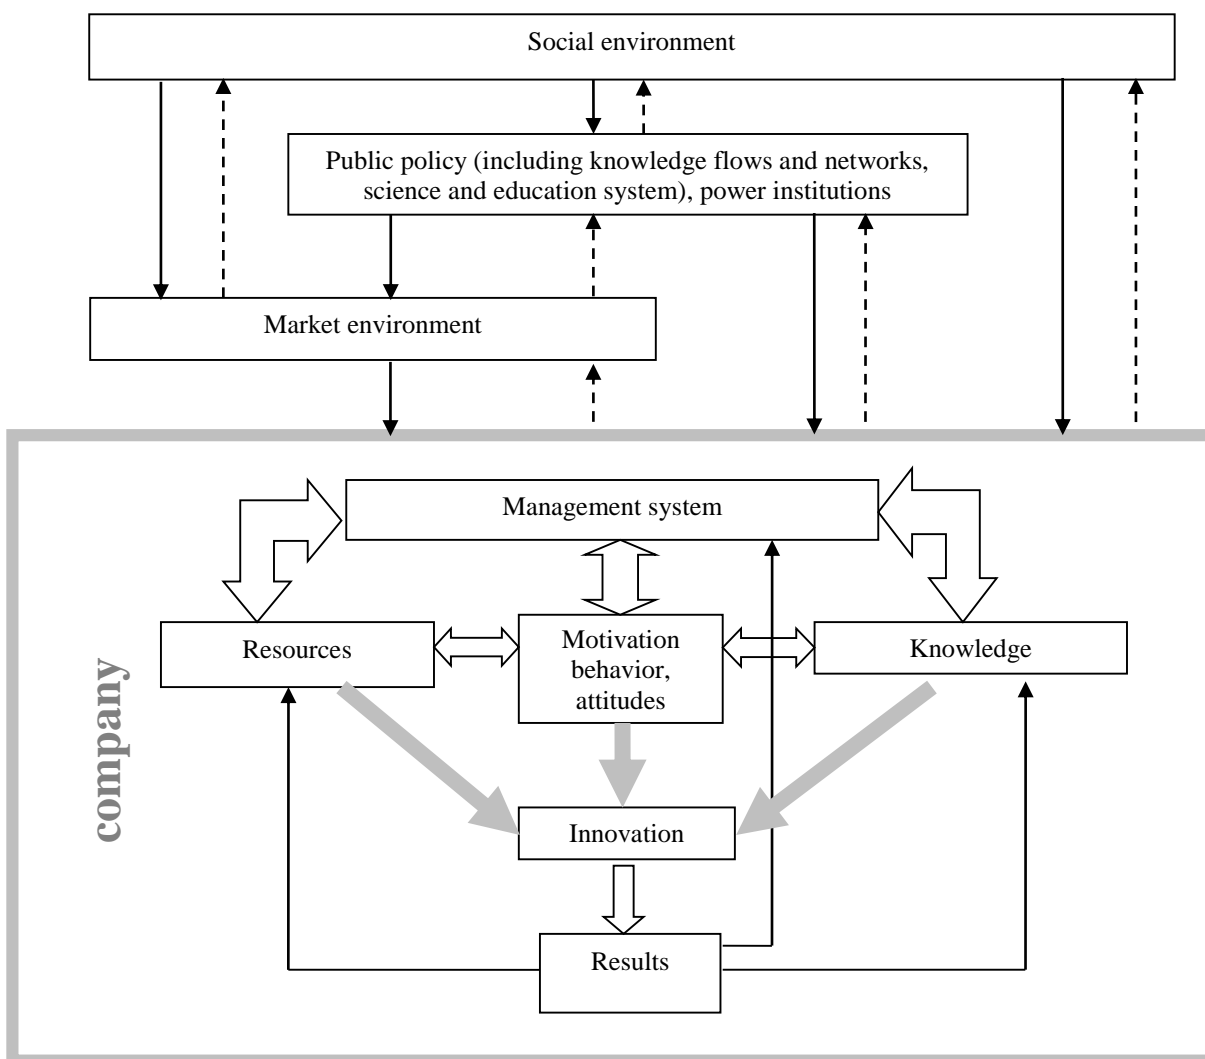 Social environment
Public policy (including knowledge flows and networks,
science and education system), power institutions
Market environment
Management system
Resources
Motivation
behavior,
attitudes
Knowledge
company
Innovation
Results